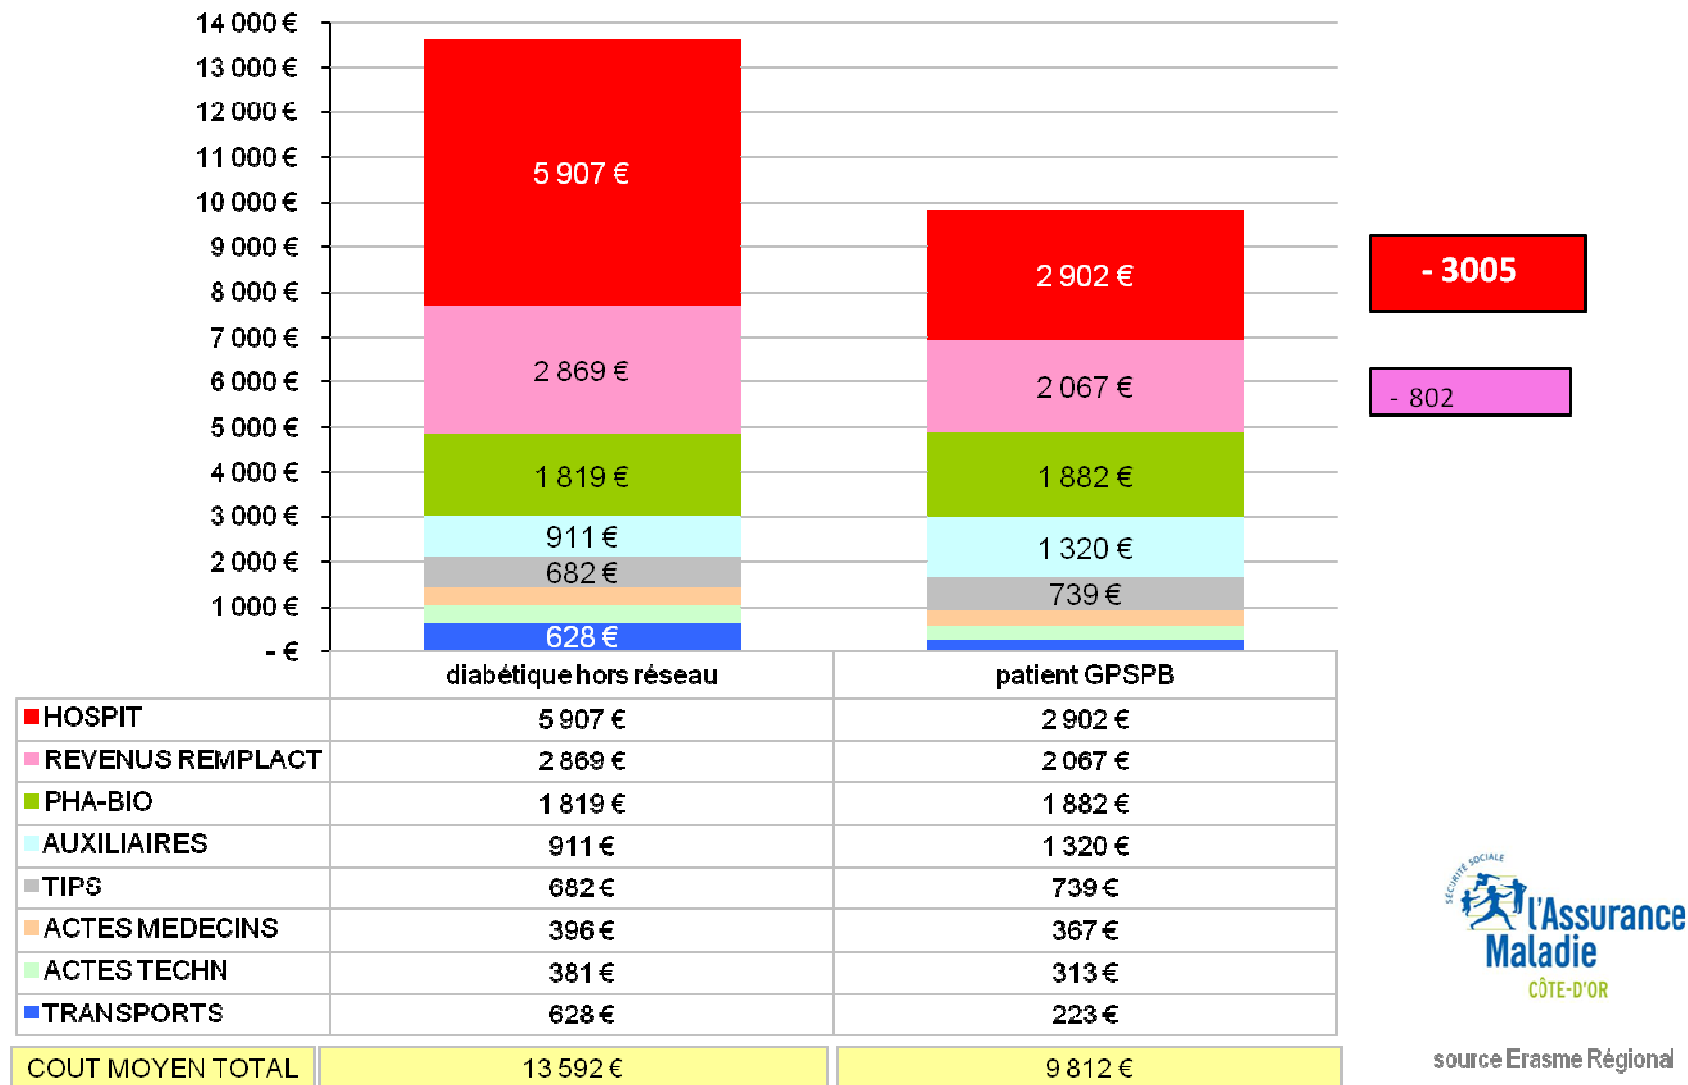 14 000 €
13 000 €
12 000 €
11 000 €
10 000 €
9 000 €
8 000 €
7 000 €
6 000 €
5 000 €
4 000 €
3 000 €
2 000 €
1 000 €
- €
5 907 €
2 869 €
1 819 €
911 €
682 €
628 €
2 902 €
2 067 €
1 882 €
1 320 €
739 €
- 3005
- 802
diabétique hors réseau patient GPSPB
HOSPIT 5 907 € 2 902 €
REVENUS REMPLACT 2 869 € 2 067 €
PHA-BIO 1 819 € 1 882 €
AUXILIAIRES 911 € 1 320 €
TIPS 682 € 739 €
ACTES MEDECINS 396 € 367 €
ACTES TECHN 381 € 313 €
TRANSPORTS 628 € 223 €
COUT MOYEN TOTAL 13 592 € 9 812 €
SÉCURITÉ SOCIALE
l'Assurance
Maladie
CÔTE-D'OR
source Erasme Régional